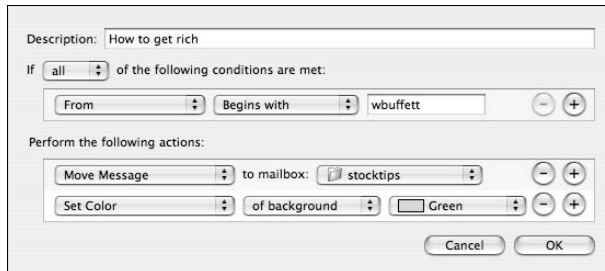 Description: How to get rich
If all of the following conditions are met:
From Begins with wbuffett
Perform the following actions:
Move Message to mailbox: stocktips
Set Color of background Green
Cancel OK